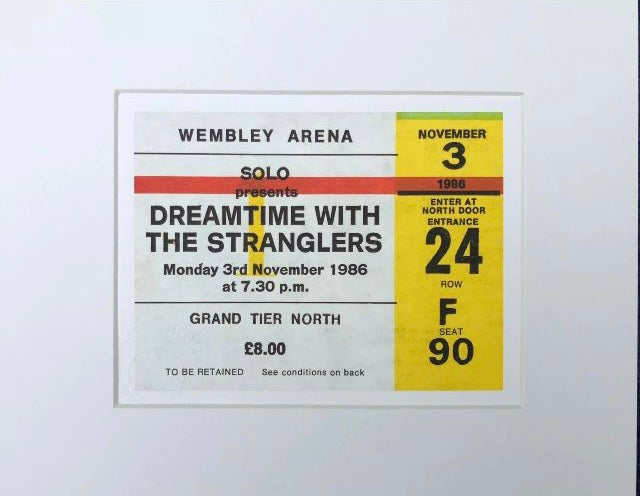 WEMBLEY ARENA
SOLO
presents
DREAMTIME WITH
THE STRANGLERS
Monday 3rd November 1986
at 7.30 p.m.
GRAND TIER NORTH
£8.00
TO BE RETAINED See conditions on back
NOVEMBER
3
1986
ENTER AT
NORTH DOOR
ENTRANCE
24
ROW
F
SEAT
90